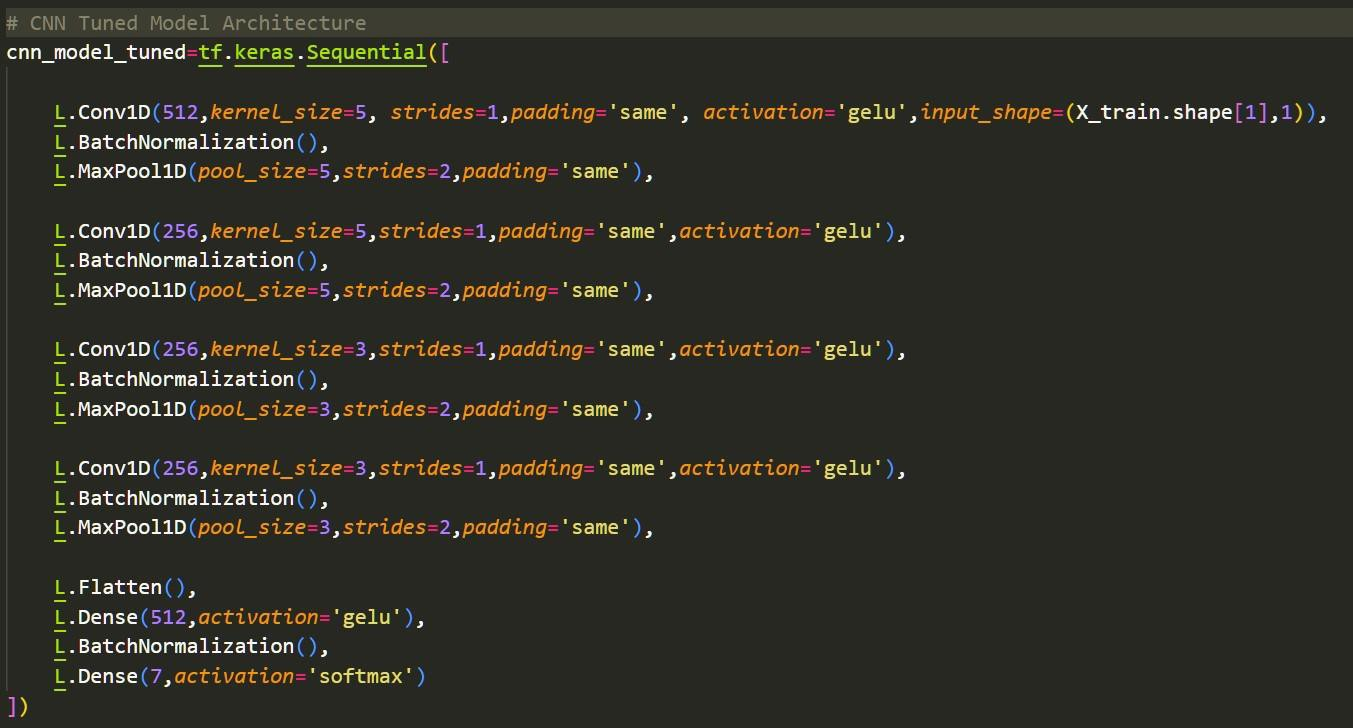 # CNN Tuned Model Architecture
cnn_model_tuned=tf.keras.Sequential([
L.Conv1D(512,kernel_size=5, strides=1,padding='same', activation='gelu',input_shape=(X_train.shape[1],1)),
L.BatchNormalization(),
L.MaxPool1D(pool_size=5,strides=2,padding='same'),
L.Conv1D(256,kernel_size=5,strides=1,padding='same',activation='gelu'),
L.BatchNormalization(),
L.MaxPool1D(pool_size=5,strides=2,padding='same'),
L.Conv1D(256,kernel_size=3,strides=1,padding='same',activation='gelu'),
L.BatchNormalization(),
L.MaxPool1D(pool_size=3,strides=2,padding='same'),
L.Conv1D(256,kernel_size=3,strides=1,padding='same',activation='gelu'),
L.BatchNormalization(),
L.MaxPool1D(pool_size=3,strides=2,padding='same'),
L.Flatten(),
L.Dense(512,activation='gelu'),
L.BatchNormalization(),
L.Dense(7,activation='softmax')
])